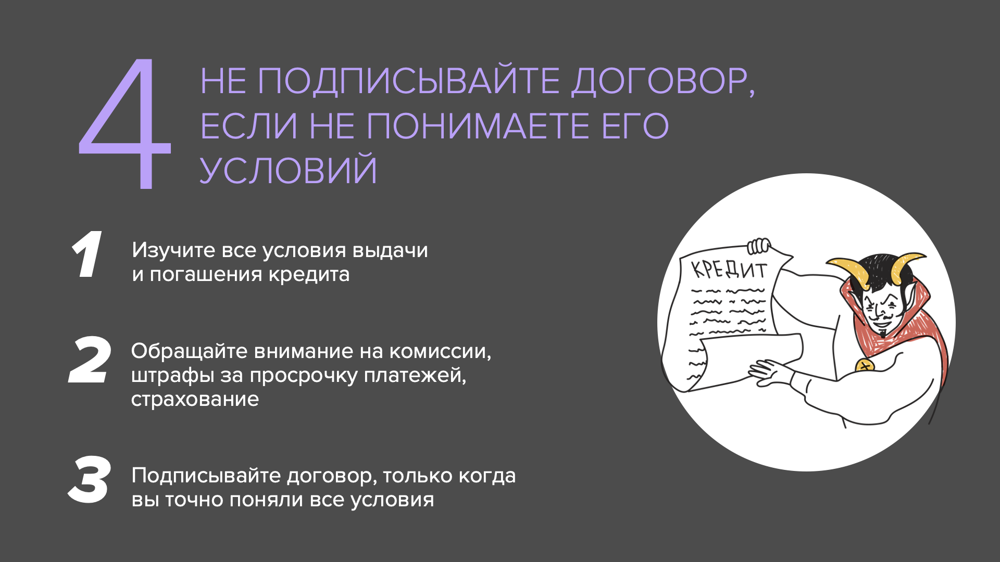 4
НЕ ПОДПИСЫВАЙТЕ ДОГОВОР,
ЕСЛИ НЕ ПОНИМАЕТЕ ЕГО
УСЛОВИЙ
1
Изучите все условия выдачи
и погашения кредита
2
Обращайте внимание на комиссии,
штрафы за просрочку платежей,
страхование
3
Подписывайте договор, только когда
вы точно поняли все условия
КРЕДИТ